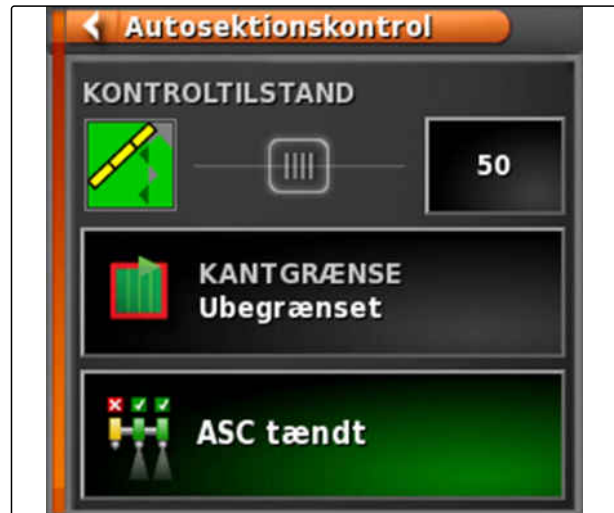 Autosektionskontrol
KONTROLTILSTAND
50
KANTGRÆNSE
Ubegrænset
ASC tændt